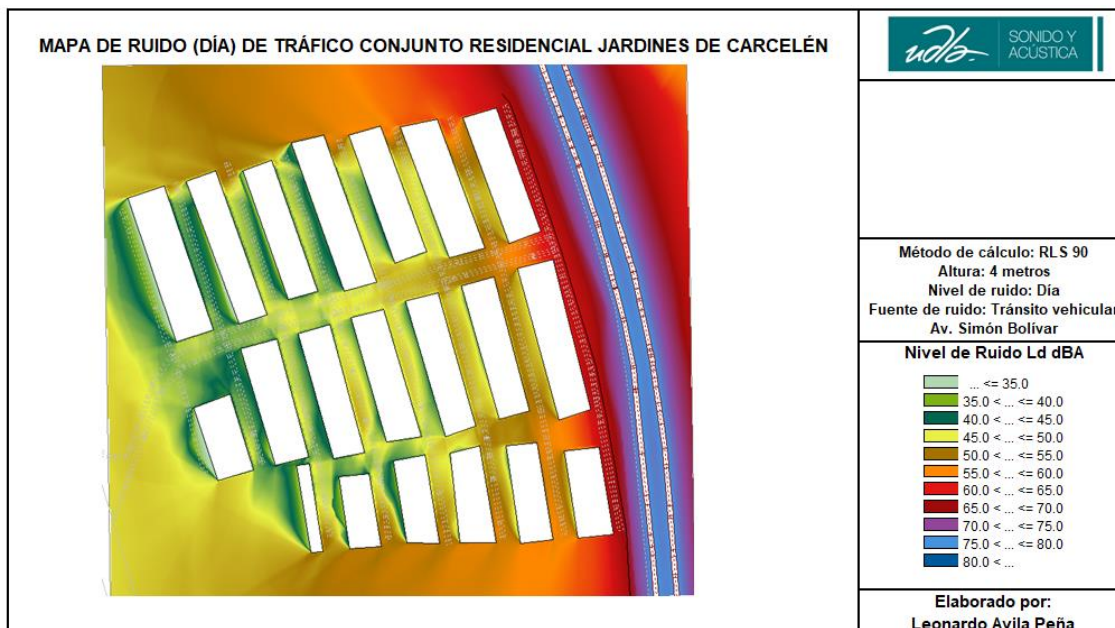 MAPA DE RUIDO (DÍA) DE TRÁFICO CONJUNTO RESIDENCIAL JARDINES DE CARCELÉN
udla.
SONIDO Y
ACÚSTICA
Método de cálculo: RLS 90
Altura: 4 metros
Nivel de ruido: Día
Fuente de ruido: Tránsito vehicular
Av. Simón Bolívar
Nivel de Ruido Ld dBA
... <= 35.0
35.0 < ... <= 40.0
40.0 < ... <= 45.0
45.0 < ... <= 50.0
50.0 < ... <= 55.0
55.0 < ... <= 60.0
60.0 < ... <= 65.0
65.0 < ... <= 70.0
70.0 < ... <= 75.0
75.0 < ... <= 80.0
80.0 < ...
Elaborado por:
Leonardo Avila Peña